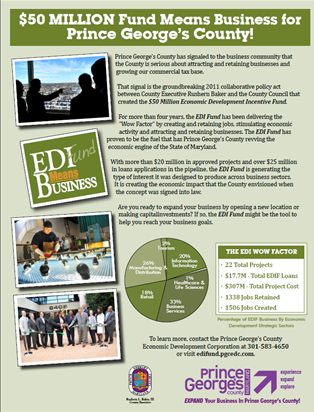 $50 MILLION Fund Means Business for
Prince George's County!
Prince George's County has signaled to the business community that
the County is serious about attracting and retaining businesses and
growing our commercial tax base.
That signal is the groundbreaking 2011 collaborative policy act
between County Executive Rushern Baker and the County Council that
created the $50 Million Economic Development Incentive Fund.
For more than four years, the EDI Fund has been delivering the
"Wow Factor" by creating and retaining jobs, stimulating economic
activity and attracting and retaining businesses. The EDI Fund has
proven to be the fuel that has Prince George's County revving the
economic engine of the State of Maryland.
EDI Fund
Means
BUSINESS
With more than $20 million in approved projects and over $25 million
in loans applications in the pipeline, the EDI Fund is generating the
type of interest it was designed to produce across business sectors.
It is creating the economic impact that the County envisioned when
the concept was signed into law.
Are you ready to expand your business by opening a new location or
making capital investments? If so, the EDI Fund might be the tool to
help you reach your business goals.
Tourism
20%
Information
Technology
1%
Healthcare &
Life Sciences
33%
Business
Services
18%
Retail
26%
Manufacturing &
Distribution
THE EDI WOW FACTOR
· 22 Total Projects
· $17.7M - Total EDIF Loans
· $307M - Total Project Cost
· 1338 Jobs Retained
· 1506 Jobs Created
Percentage of EDIF Business By Economic
Development Strategic Sectors
To learn more, contact the Prince George's County
Economic Development Corporation at 301-583-4650
or visit edifund.pgcedc.com.
Rushern L. Baker, III
County Executive
Prince
George's
county
MARYLAND
experience
expand
explore
EXPAND Your Business In Prince George's County!